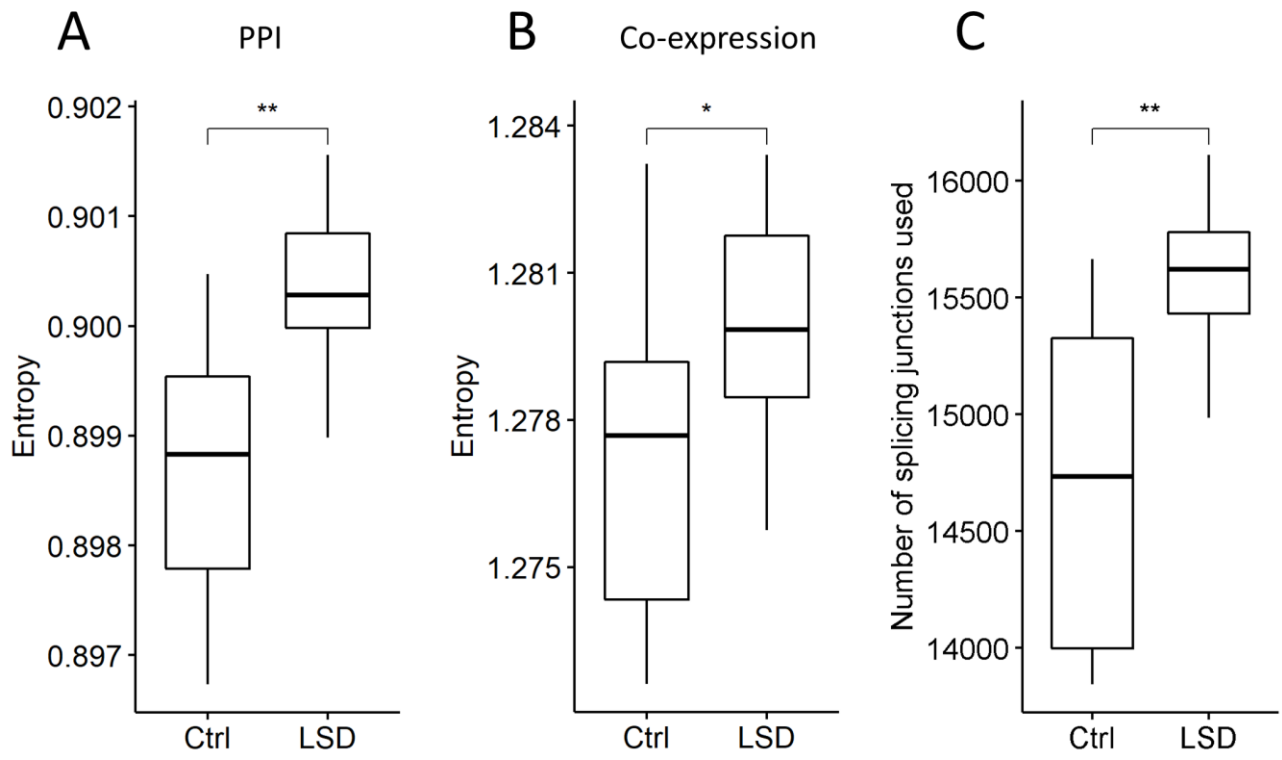 A PPI
Entropy
0.902
0.901
0.900
0.899
0.898
0.897
**
Ctrl LSD
B Co-expression
Entropy
1.284
1.281
1.278
1.275
*
Ctrl LSD
C
Number of splicing junctions used
16000
15500
15000
14500
14000
**
Ctrl LSD